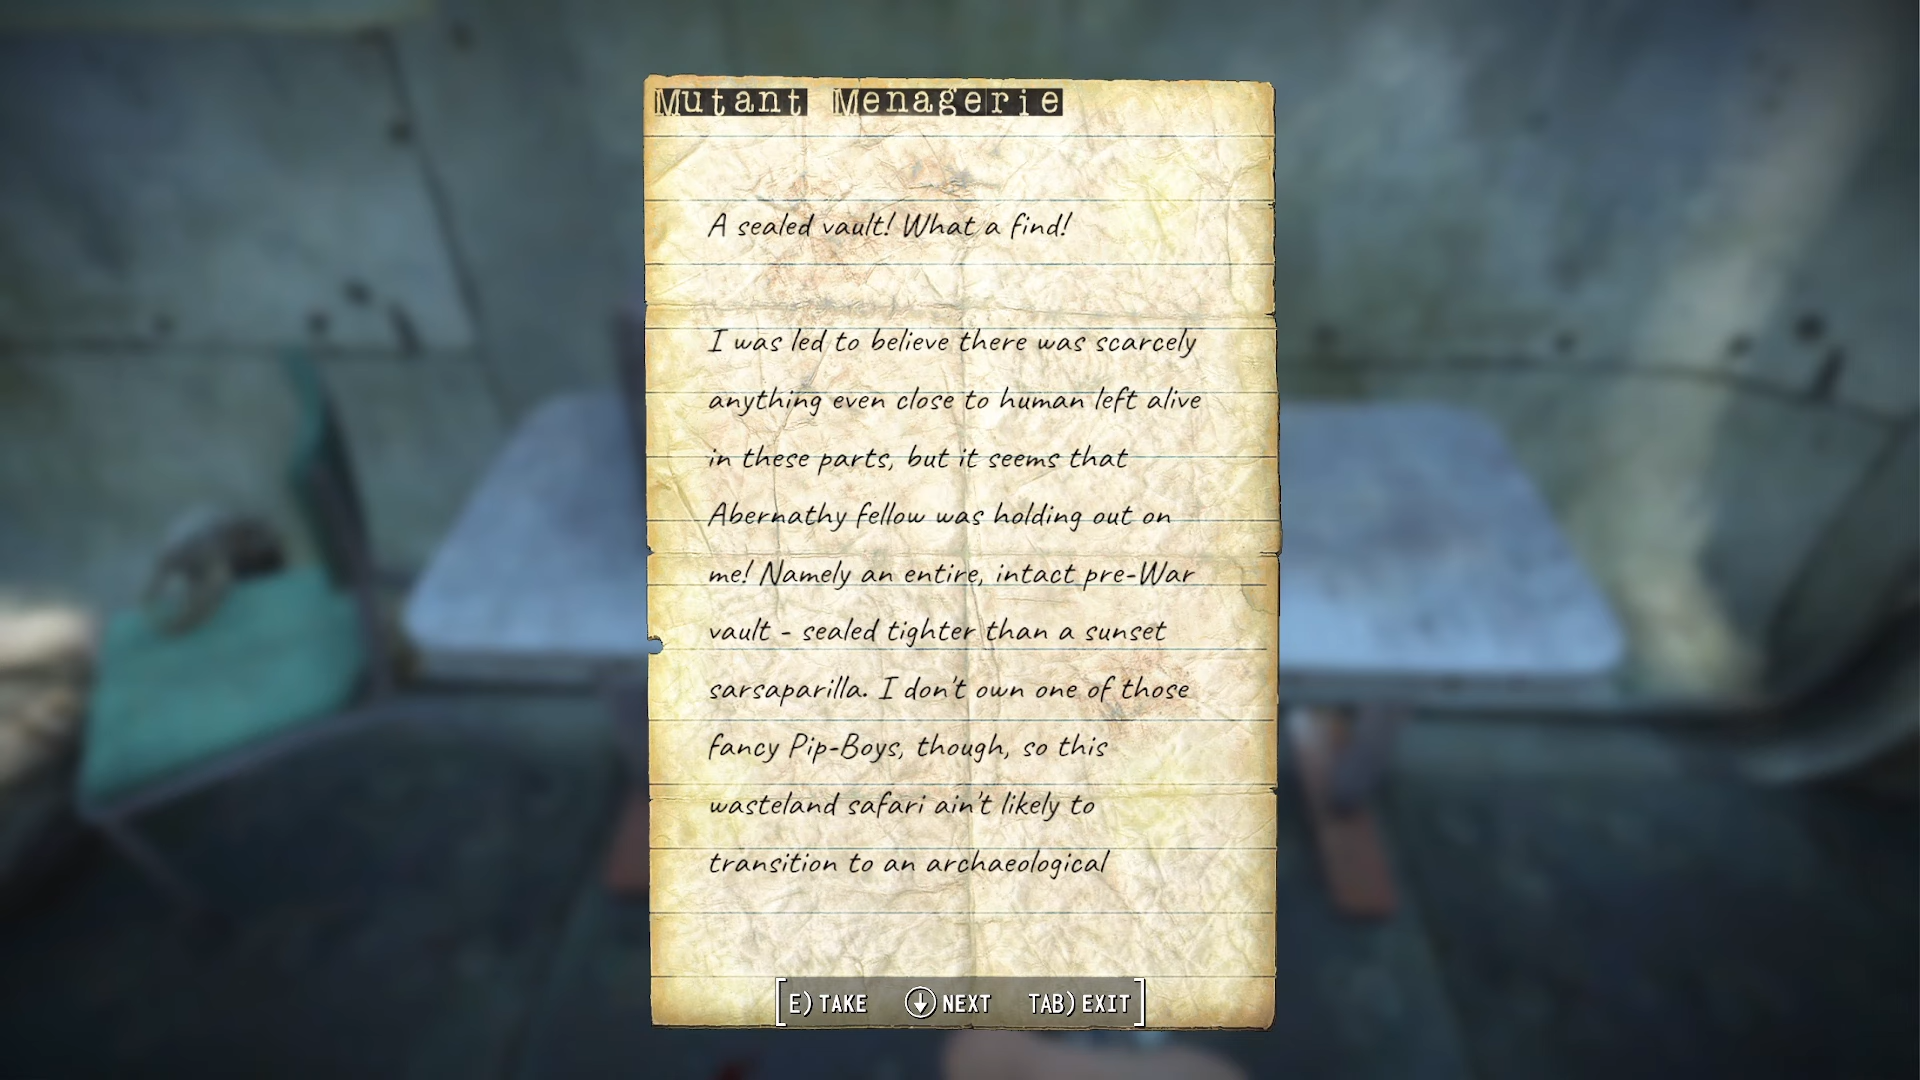 Mutant Menagerie
A sealed vault! What a find!
I was led to believe there was scarcely
anything even close to human left alive
in these parts, but it seems that
Abernathy fellow was holding out on
me! Namely an entire, intact pre-War
vault - sealed tighter than a sunset
sarsaparilla. I don't own one of those
fancy Pip-Boys, though, so this
wasteland safari ain't likely to
transition to an archaeological
E) TAKE NEXT TAB) EXIT